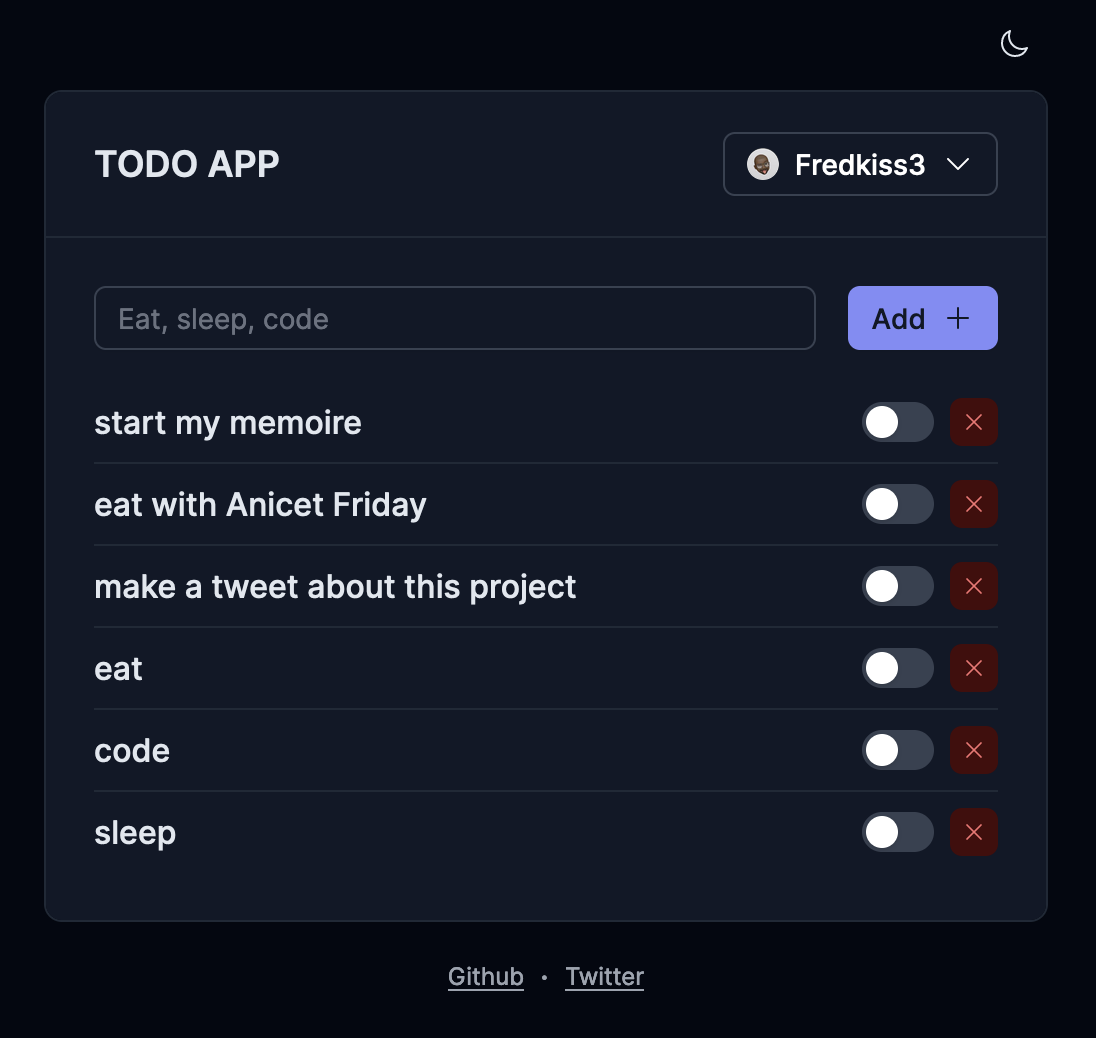 TODO APP
Fredkiss3
Eat, sleep, code
Add
start my memoire
eat with Anicet Friday
make a tweet about this project
eat
code
sleep
Github • Twitter